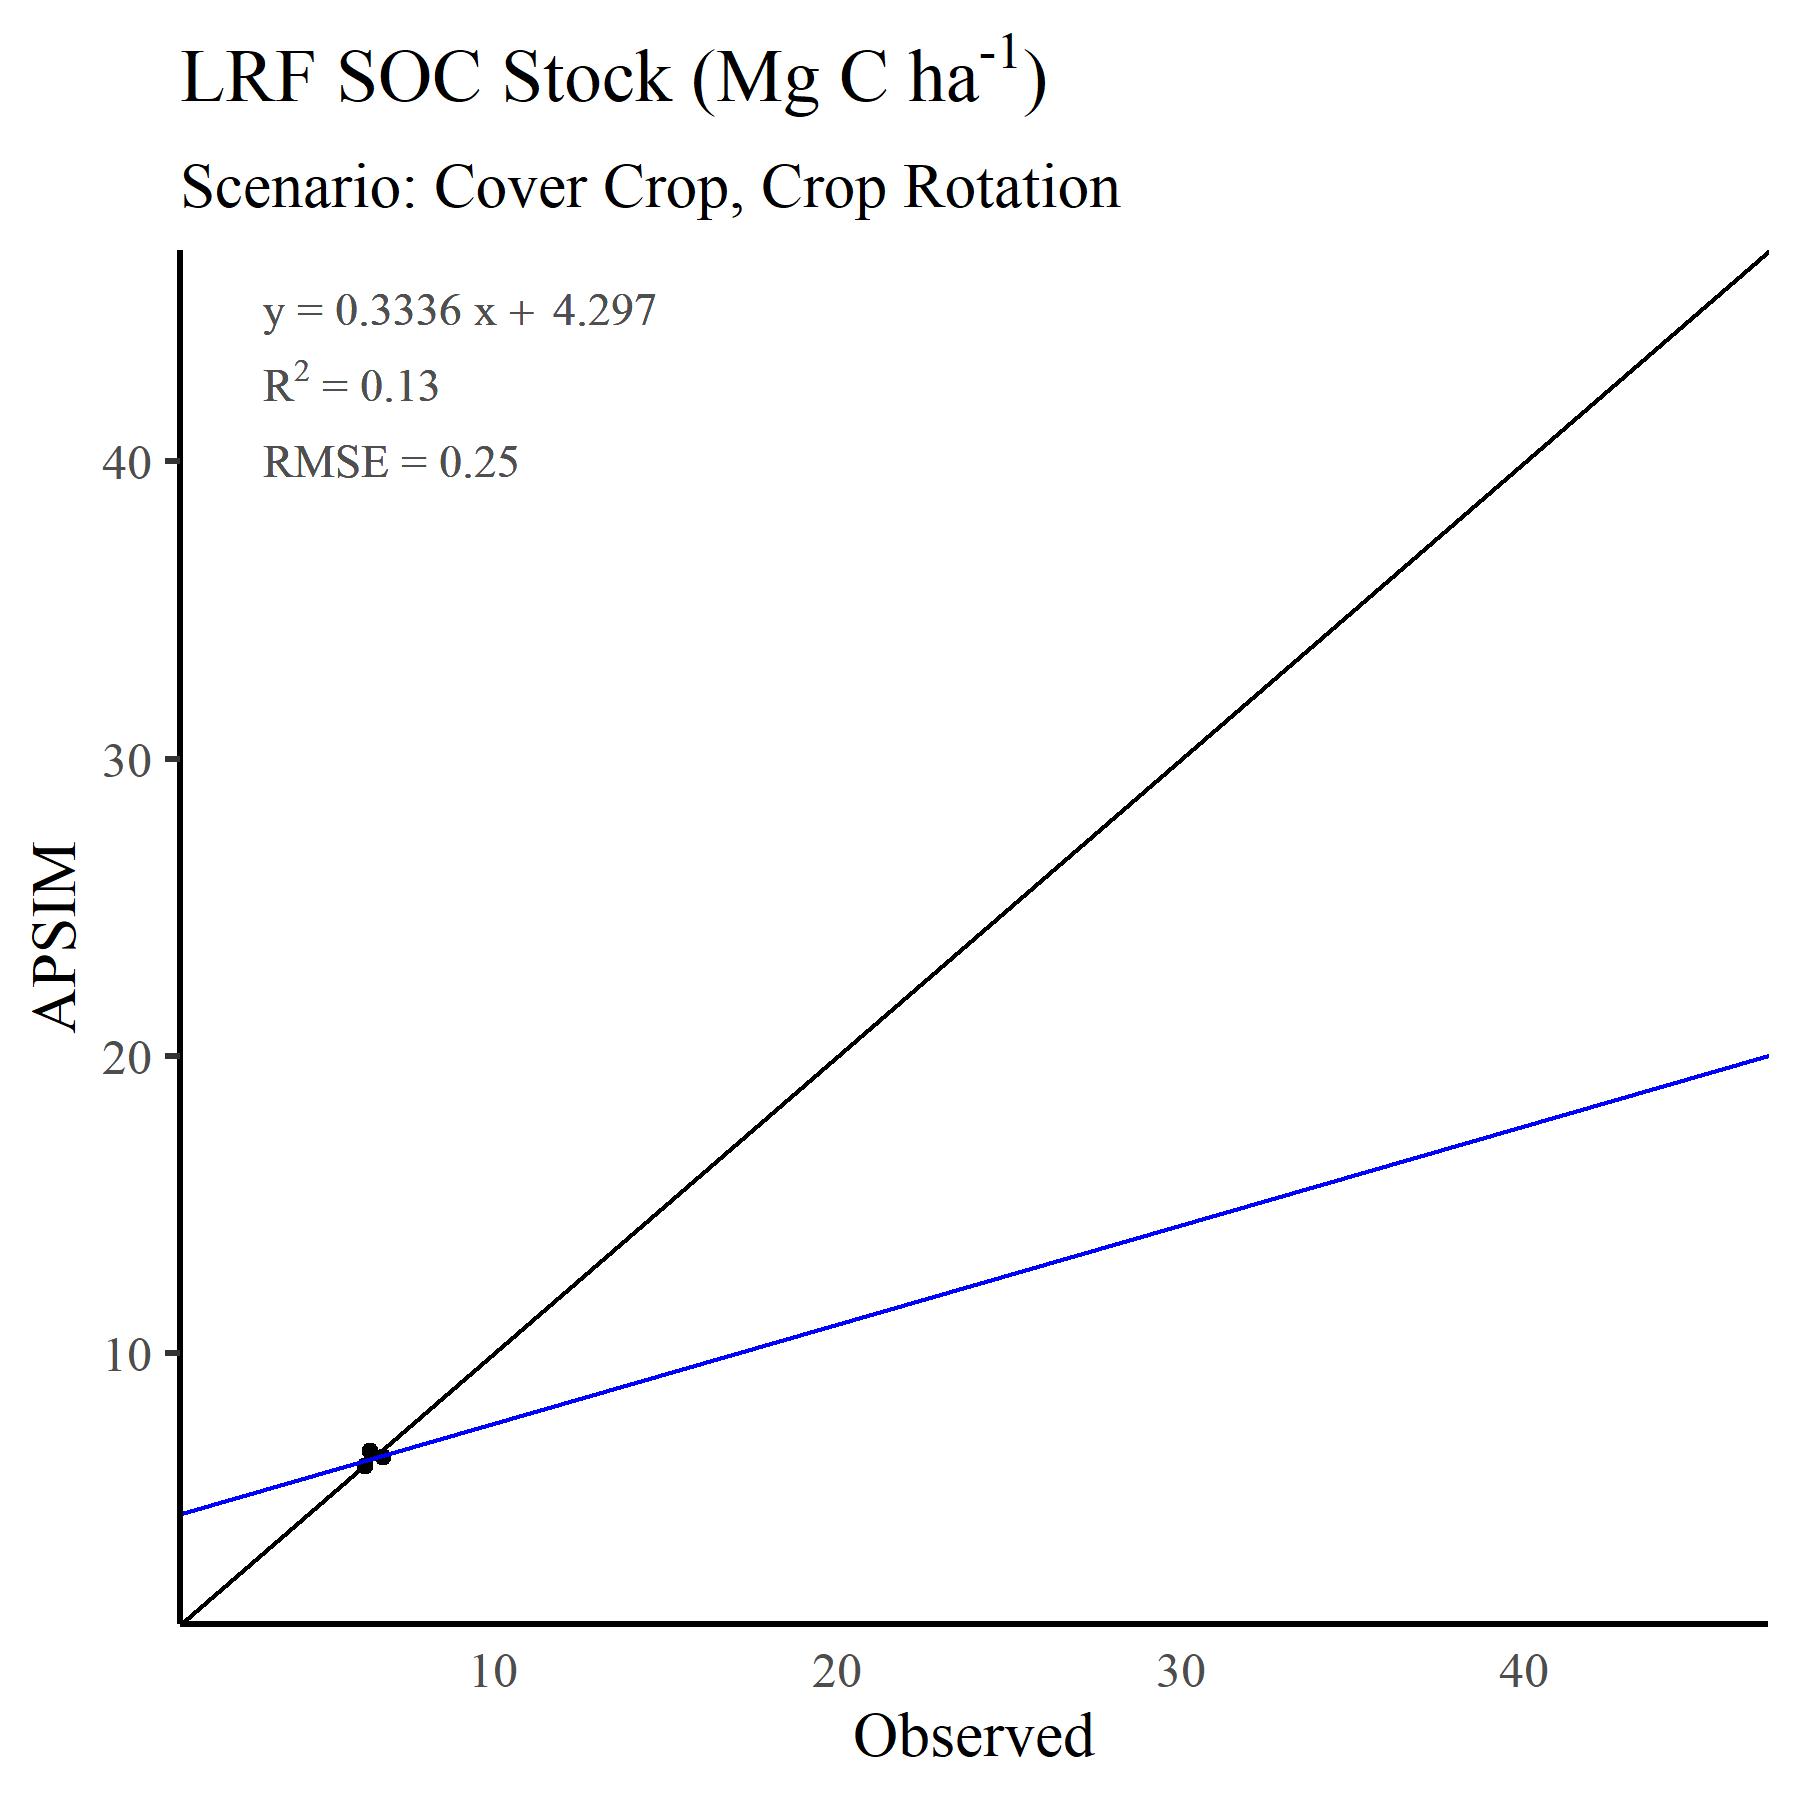 LRF SOC Stock (Mg C ha⁻¹)
Scenario: Cover Crop, Crop Rotation
y = 0.3336 x + 4.297
R² = 0.13
RMSE = 0.25
40
30
20
10
APSIM
10 20 30 40
Observed